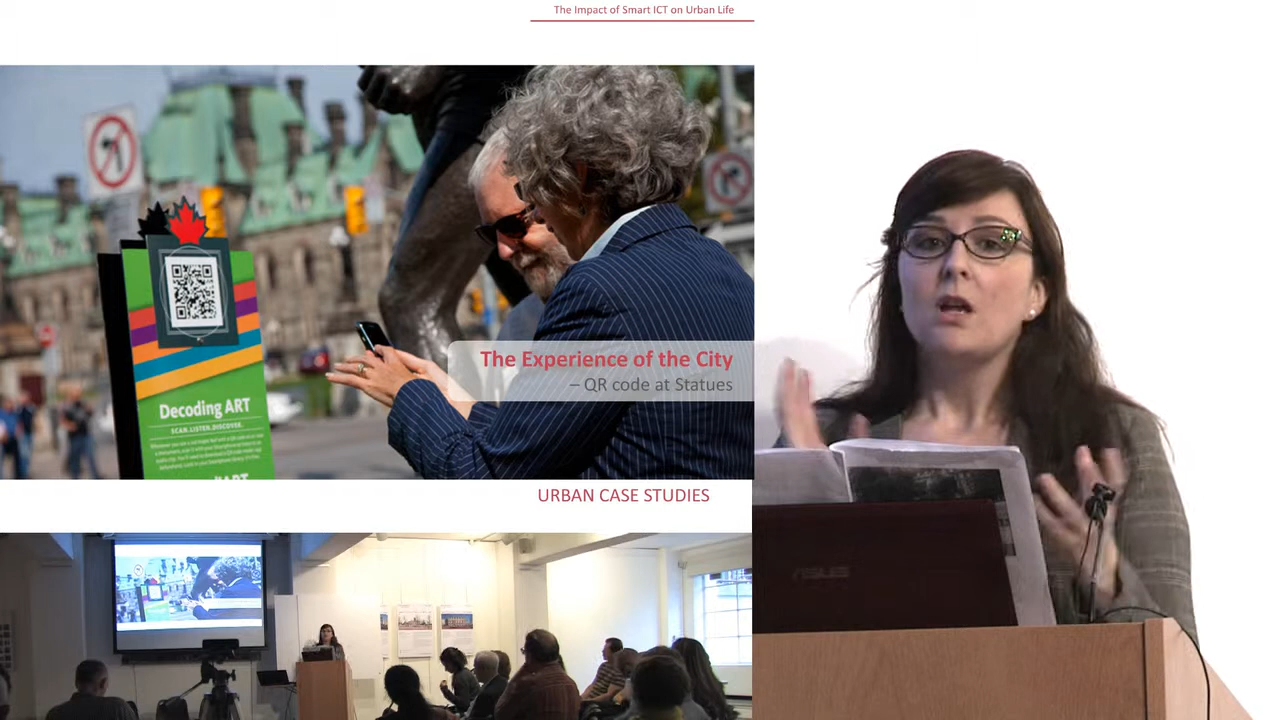 The Impact of Smart ICT on Urban Life
Decoding ART
SCAN. LISTEN. DISCOVER.
The Experience of the City
– QR code at Statues
URBAN CASE STUDIES
ASUS